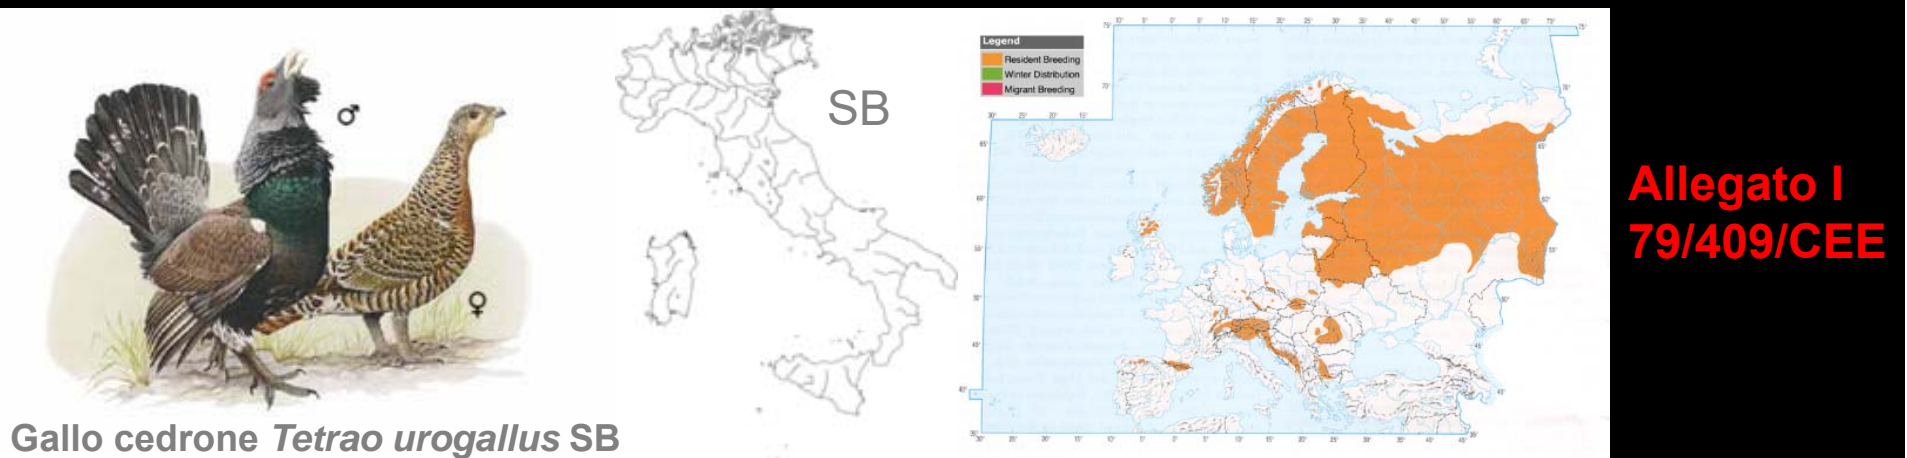 ♂
♀
Gallo cedrone Tetrao urogallus SB
SB
Legend
Resident Breeding
Winter Distribution
Migrant Breeding
Allegato I
79/409/CEE